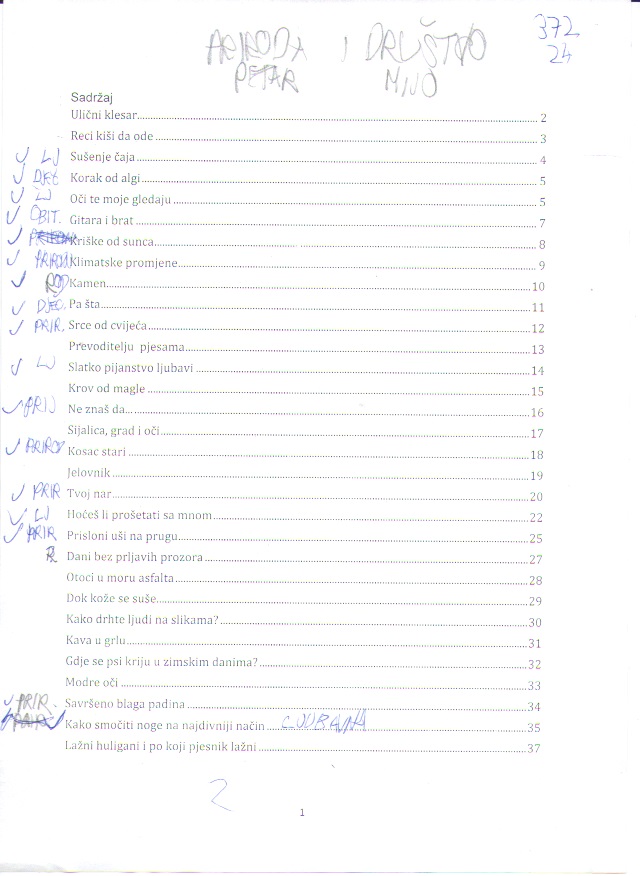 PRIRODA I DRUŠTVO 372
PETAR MIJO 24
Sadržaj
Ulični klesar 2
Reci kiši da ode 3
✓ LJ Sušenje čaja 4
✓ DJEČ Korak od algi 5
✓ LJ Oči te moje gledaju 5
✓ OBIT. Gitara i brat 7
✓ Kriške od sunca 8
✓ Klimatske promjene 9
✓ ROD Kamen 10
✓ DJEČ. Pa šta 11
✓ PRIR. Srce od cvijeća 12
Prevoditelju pjesama 13
✓ LJ Slatko pijanstvo ljubavi 14
Krov od magle 15
✓ PRIJ Ne znaš da... 16
Sijalica, grad i oči 17
✓ PRIROD Kosac stari 18
Jelovnik 19
✓ PRIR Tvoj nar 20
✓ LJ Hoćeš li prošetati sa mnom 22
✓ PRIR Prisloni uši na prugu 25
R Dani bez prljavih prozora 27
Otoci u moru asfalta 28
Dok kože se suše 29
Kako drhte ljudi na slikama? 30
Kava u grlu 31
Gdje se psi kriju u zimskim danima? 32
Modre oči 33
✓ PRIR. Savršeno blaga padina 34
✓ Kako smočiti noge na najdivniji način 35
Lažni huligani i po koji pjesnik lažni 37
2
1